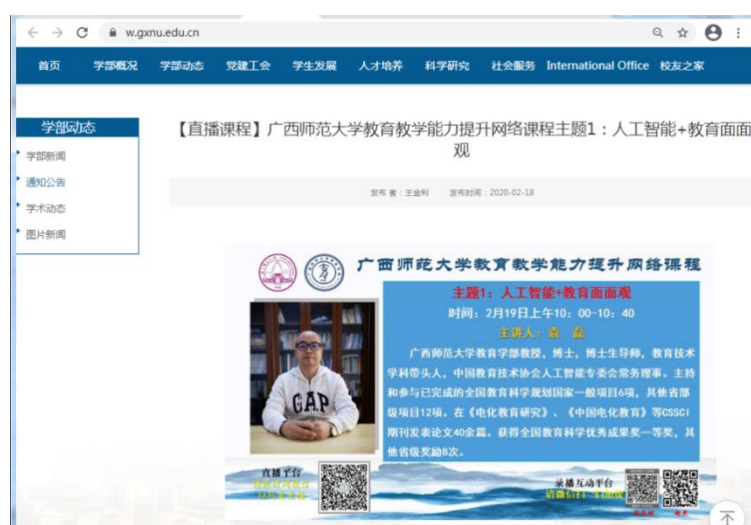 w.gxnu.edu.cn
首页 学部概况 学部动态 党建工会 学生发展 人才培养 科学研究 社会服务 International Office 校友之家
学部动态
学部新闻
通知公告
学术动态
图片新闻
【直播课程】广西师范大学教育教学能力提升网络课程主题1：人工智能+教育面面
观
发布者：王金利 发布时间：2020-02-18
广西师范大学教育教学能力提升网络课程
主题1：人工智能+教育面面观
时间：2月19日上午10：00-10：40
主讲人：袁 磊
广西师范大学教育学部教授，博士，博士生导师，教育技术
学科带头人，中国教育技术协会人工智能专委会常务理事。主持
和参与已完成的全国教育科学规划国家一般项目6项，其他省部
级项目12项。在《电化教育研究》、《中国电化教育》等CSSCI
期刊发表论文40余篇。获得全国教育科学优秀成果奖一等奖，其
他省级奖励8次。
GAP
直播平台
录播互动平台